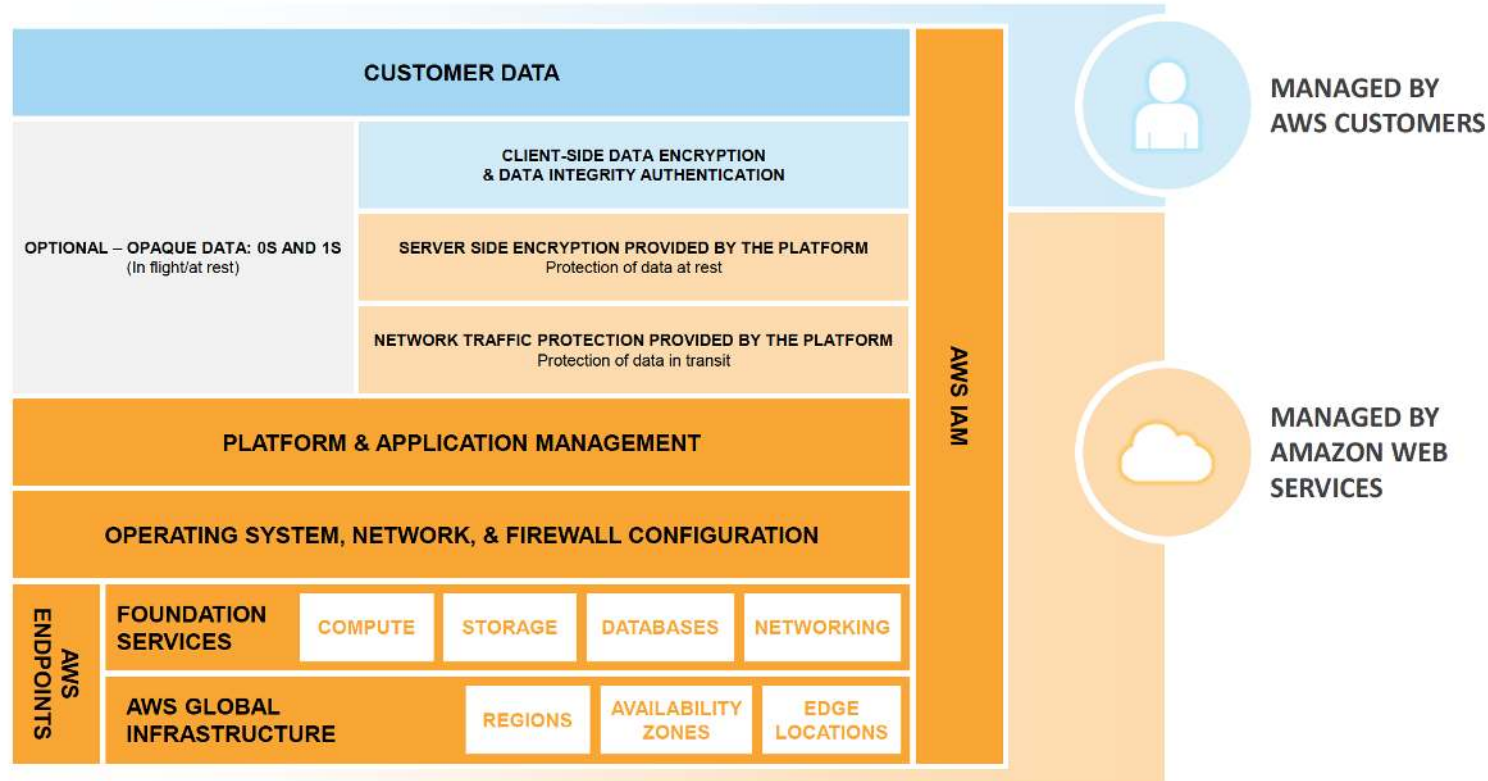 CUSTOMER DATA
CLIENT-SIDE DATA ENCRYPTION
& DATA INTEGRITY AUTHENTICATION
OPTIONAL – OPAQUE DATA: 0S AND 1S
(In flight/at rest)
SERVER SIDE ENCRYPTION PROVIDED BY THE PLATFORM
Protection of data at rest
NETWORK TRAFFIC PROTECTION PROVIDED BY THE PLATFORM
Protection of data in transit
PLATFORM & APPLICATION MANAGEMENT
OPERATING SYSTEM, NETWORK, & FIREWALL CONFIGURATION
AWS
ENDPOINTS
FOUNDATION
SERVICES
COMPUTE
STORAGE
DATABASES
NETWORKING
AWS GLOBAL
INFRASTRUCTURE
REGIONS
AVAILABILITY
ZONES
EDGE
LOCATIONS
AWS IAM
MANAGED BY
AWS CUSTOMERS
MANAGED BY
AMAZON WEB
SERVICES